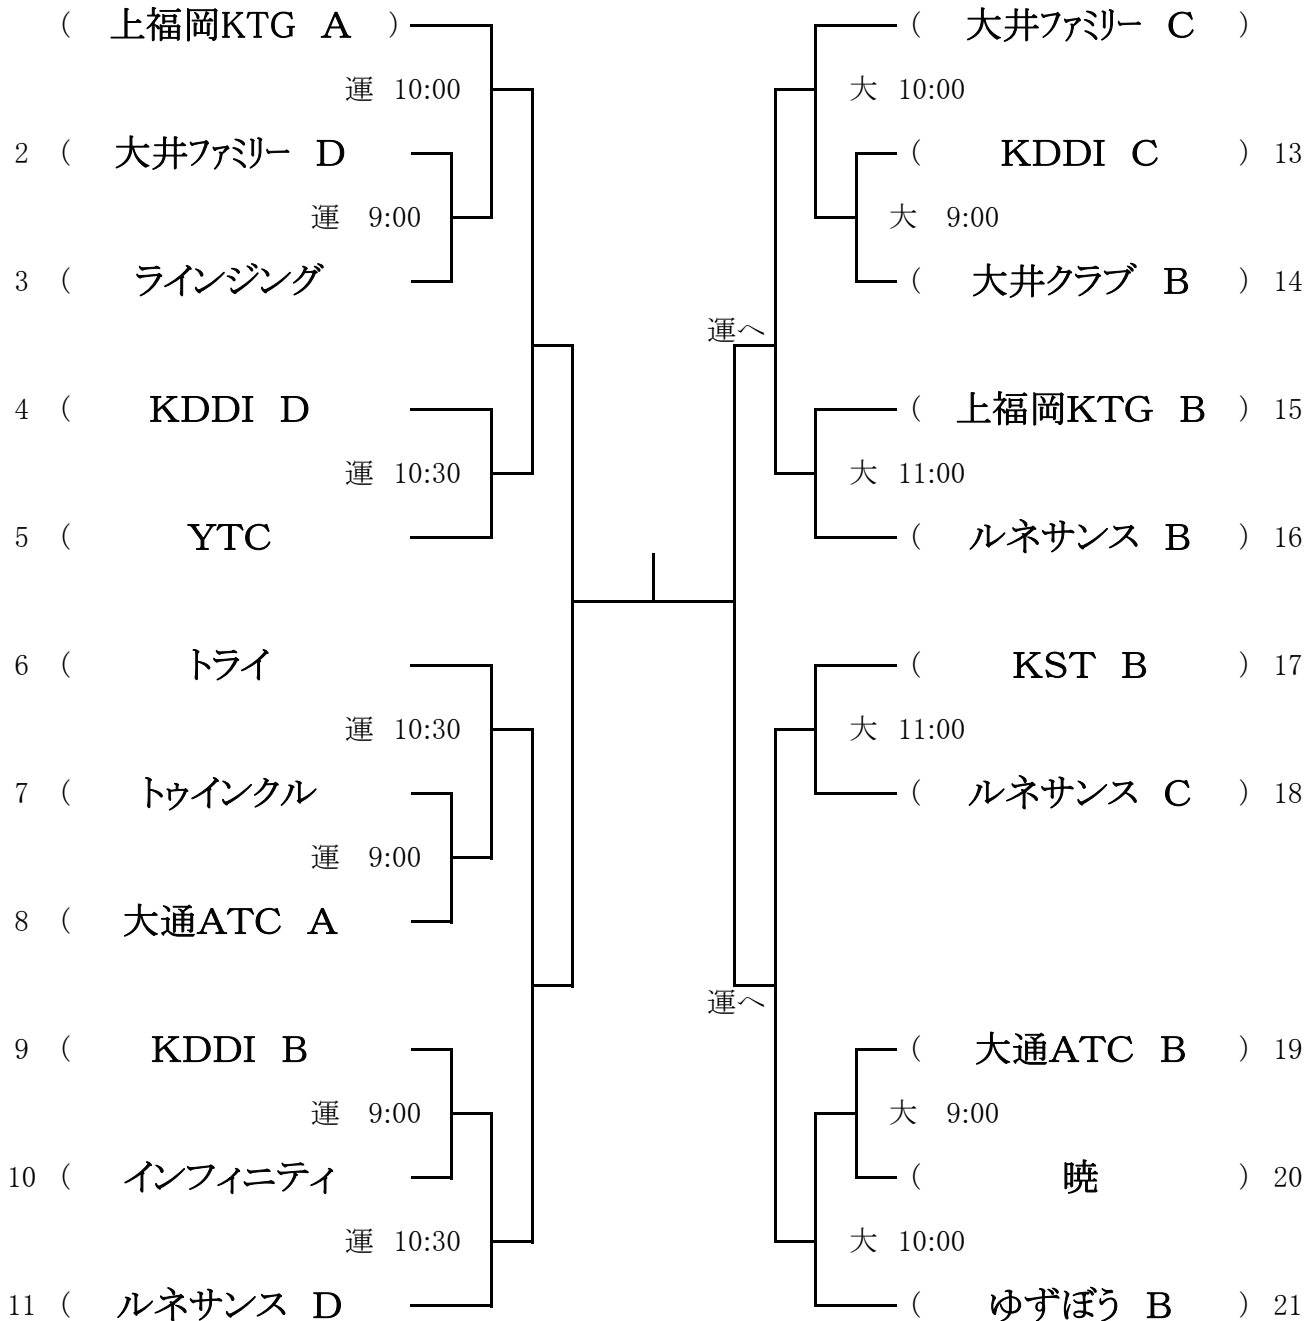 ( 上福岡KTG A )
運 10:00
2 ( 大井ファミリー D
運 9:00
3 ( ラインジング
4 ( KDDI D
運 10:30
5 ( YTC
6 ( トライ
運 10:30
7 ( トゥインクル
運 9:00
8 ( 大通ATC A
9 ( KDDI B
運 9:00
10 ( インフィニティ
運 10:30
11 ( ルネサンス D
( 大井ファミリー C )
大 10:00
( KDDI C ) 13
大 9:00
( 大井クラブ B ) 14
運へ
( 上福岡KTG B ) 15
大 11:00
( ルネサンス B ) 16
( KST B ) 17
大 11:00
( ルネサンス C ) 18
運へ
( 大通ATC B ) 19
大 9:00
( 暁 ) 20
大 10:00
( ゆずぼう B ) 21